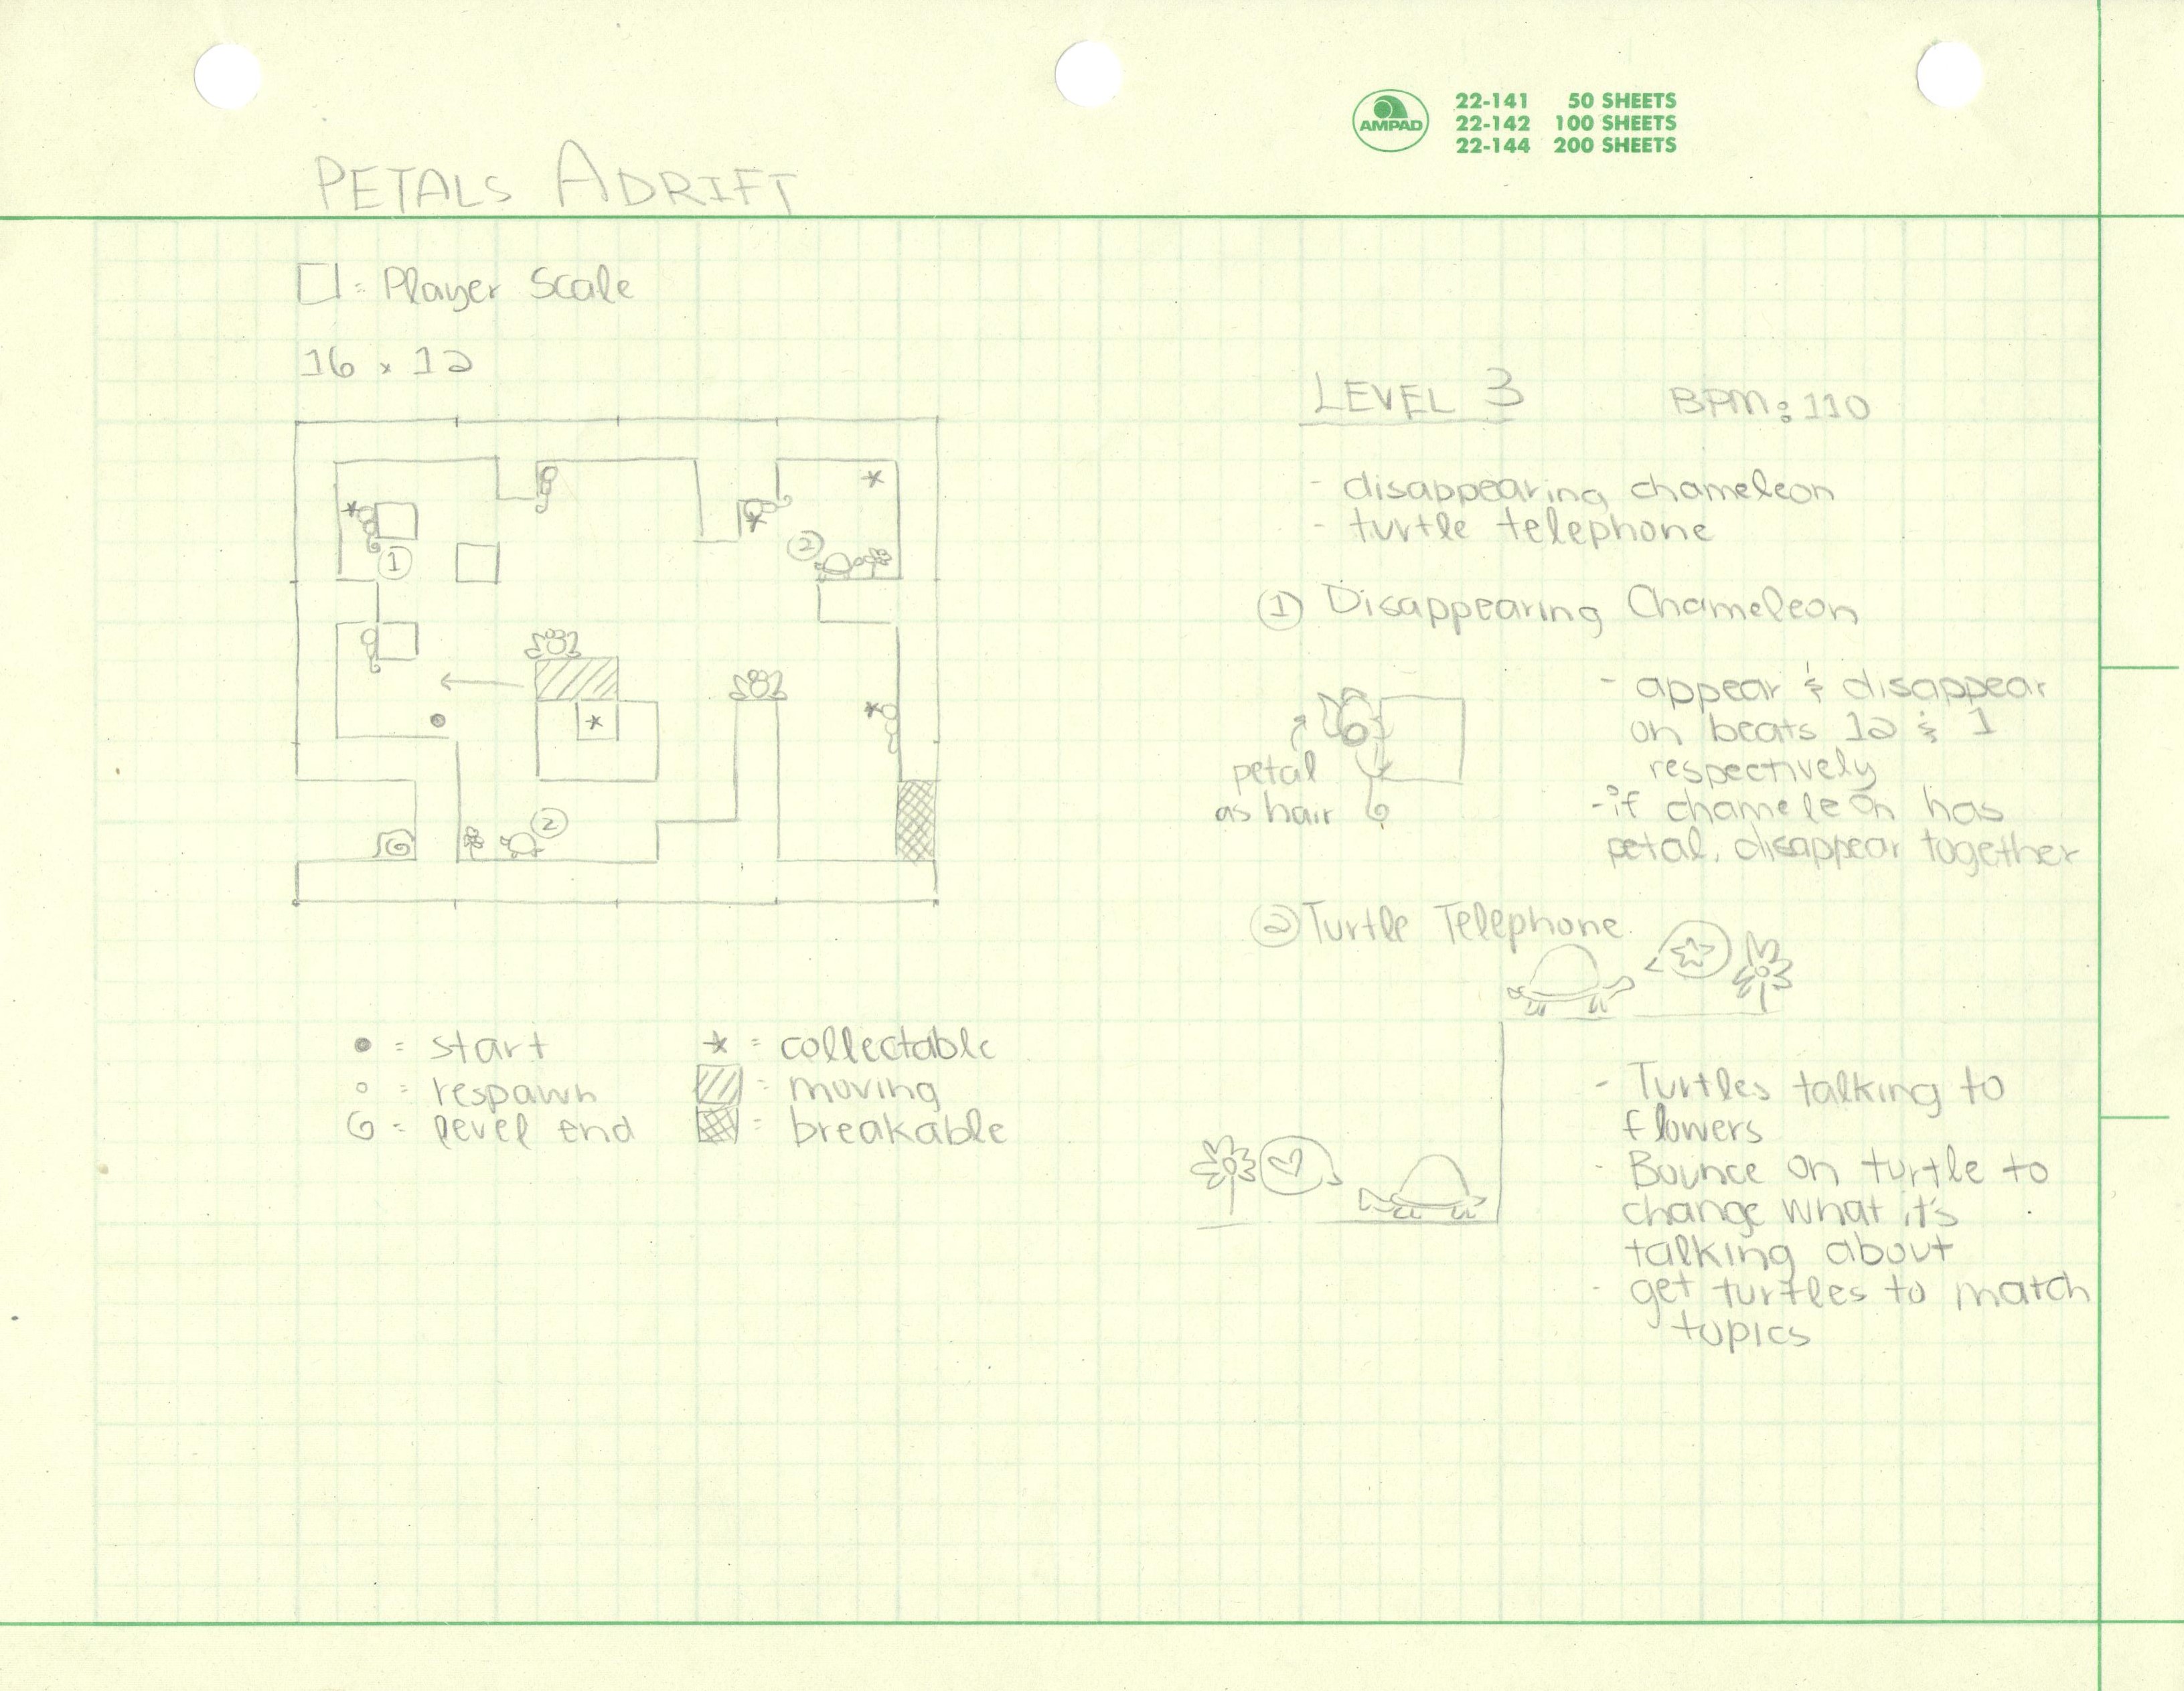 AMPAD
22-141 50 SHEETS
22-142 100 SHEETS
22-144 200 SHEETS
PETALS ADRIFT
= Player Scale
16 x 12
LEVEL 3 BPM: 110
- disappearing chameleon
- turtle telephone
1
2
2
① Disappearing Chameleon
petal
as hair
- appear & disappear
on beats 12 & 1
respectively
- if chameleon has
petal, disappear together
② Turtle Telephone
- Turtles talking to
flowers
- Bounce on turtle to
change what it's
talking about
- get turtles to match
topics
= start
= respawn
= level end
* = collectable
= moving
= breakable